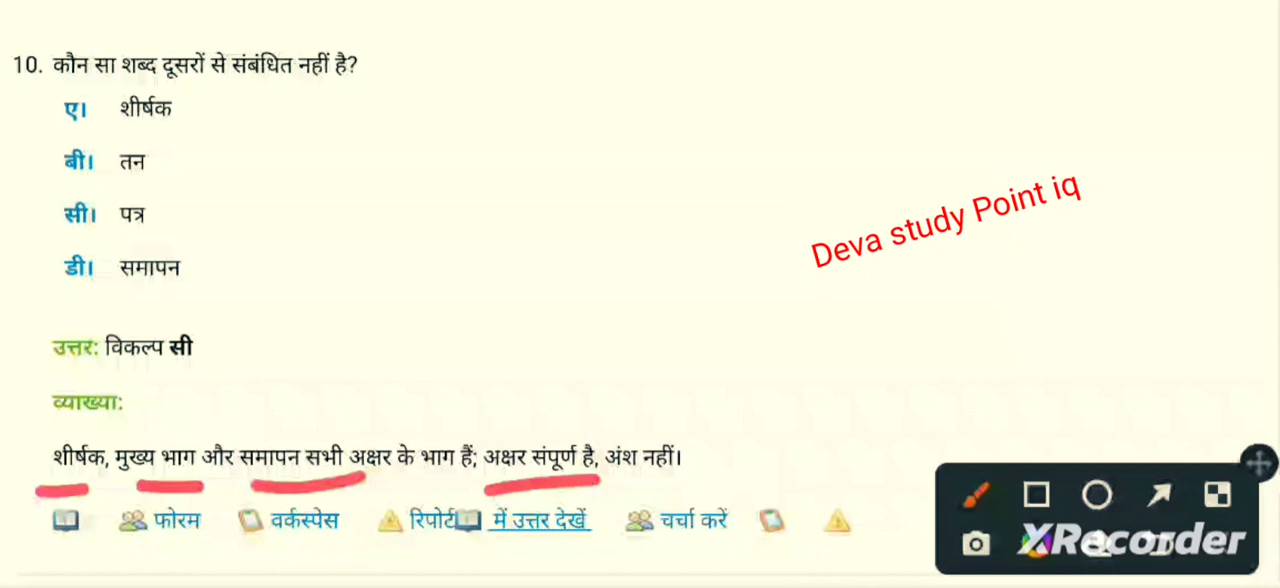 10. कौन सा शब्द दूसरों से संबंधित नहीं है?
ए। शीर्षक
बी। तन
सी। पत्र
डी। समापन
Deva study Point iq
उत्तर: विकल्प सी
व्याख्या:
शीर्षक, मुख्य भाग और समापन सभी अक्षर के भाग हैं; अक्षर संपूर्ण है, अंश नहीं।
फोरम वर्कस्पेस रिपोर्ट में उत्तर देखें चर्चा करें
XRecorder